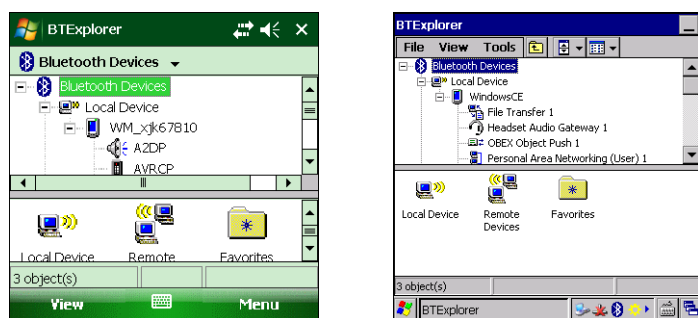 BTExplorer
Bluetooth Devices
Bluetooth Devices
Local Device
WM_xjk67810
A2DP
AVRCP
Local Device Remote Favorites
3 object(s)
View Menu
BTExplorer
File View Tools
Bluetooth Devices
Local Device
WindowsCE
File Transfer 1
Headset Audio Gateway 1
OBEX Object Push 1
Personal Area Networking (User) 1
Local Device Remote Favorites
Devices
3 object(s)
BTExplorer